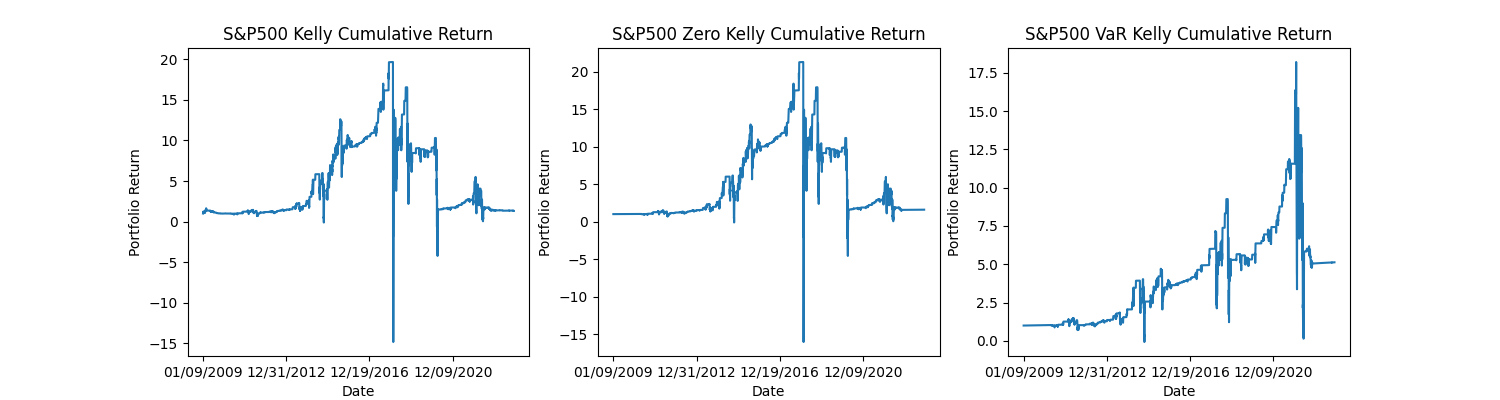 S&P500 Kelly Cumulative Return
Portfolio Return
20
15
10
5
0
−5
−10
−15
01/09/2009 12/31/2012 12/19/2016 12/09/2020
Date
S&P500 Zero Kelly Cumulative Return
Portfolio Return
20
15
10
5
0
−5
−10
−15
01/09/2009 12/31/2012 12/19/2016 12/09/2020
Date
S&P500 VaR Kelly Cumulative Return
Portfolio Return
17.5
15.0
12.5
10.0
7.5
5.0
2.5
0.0
01/09/2009 12/31/2012 12/19/2016 12/09/2020
Date